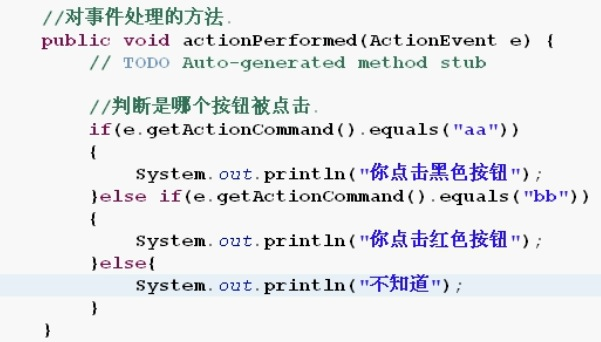 //对事件处理的方法.
public void actionPerformed(ActionEvent e) {
// TODO Auto-generated method stub
//判断是哪个按钮被点击.
if(e.getActionCommand().equals("aa"))
{
System.out.println("你点击黑色按钮");
}else if(e.getActionCommand().equals("bb"))
{
System.out.println("你点击红色按钮");
}else{
System.out.println("不知道");
}
}